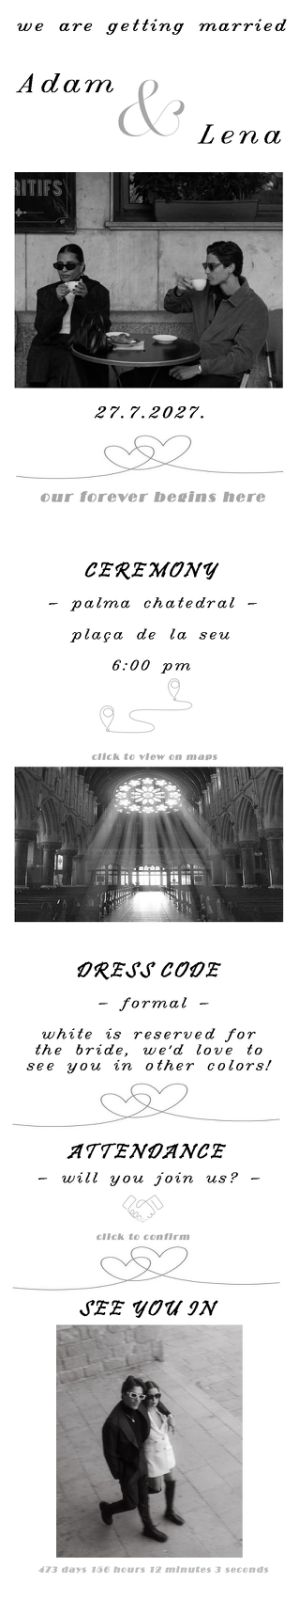 we are getting married
Adam
&
Lena
RITIFS
27.7.2027.
our forever begins here
CEREMONY
- palma chatedral -
plaça de la seu
6:00 pm
click to view on maps
DRESS CODE
- formal -
white is reserved for
the bride, we'd love to
see you in other colors!
ATTENDANCE
- will you join us? -
click to confirm
SEE YOU IN
473 days 156 hours 12 minutes 3 seconds